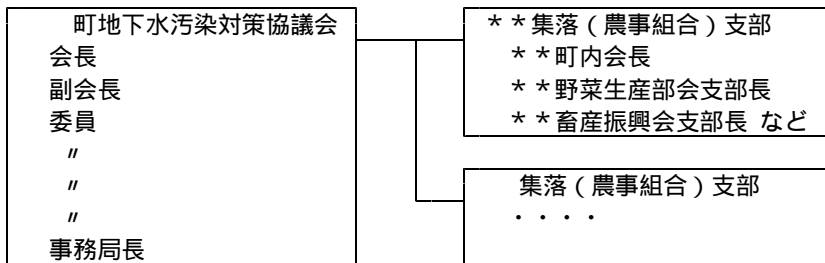 町地下水汚染対策協議会
会長
副会長
委員
〃
〃
〃
事務局長
**集落(農事組合)支部
**町内会長
**野菜生産部会支部長
**畜産振興会支部長 など
集落(農事組合)支部
・・・・